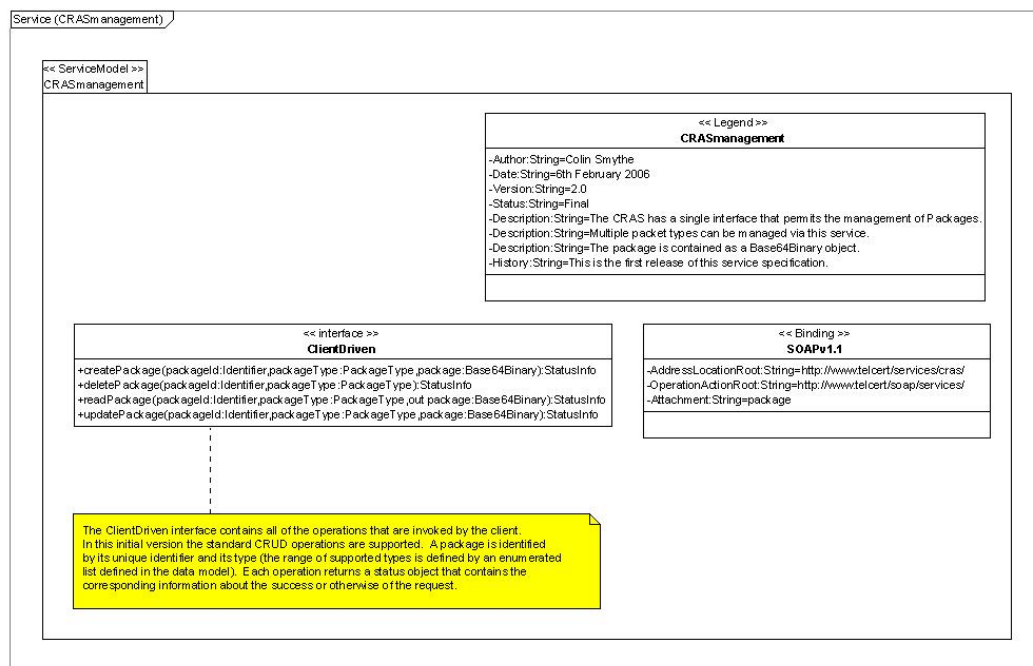 Service (CRASmanagement)
<< ServiceModel >>
CRASmanagement
<< Legend >>
CRASmanagement
-Author:String=Colin Smythe
-Date:String=6th February 2006
-Version:String=2.0
-Status:String=Final
-Description:String=The CRAS has a single interface that permits the management of Packages.
-Description:String=Multiple packet types can be managed via this service.
-Description:String=The package is contained as a Base64Binary object.
-History:String=This is the first release of this service specification.
<< interface >>
ClientDriven
+createPackage(packageId:Identifier,packageType:PackageType,package:Base64Binary):StatusInfo
+deletePackage(packageId:Identifier,packageType:PackageType):StatusInfo
+readPackage(packageId:Identifier,packageType:PackageType,out package:Base64Binary):StatusInfo
+updatePackage(packageId:Identifier,packageType:PackageType,package:Base64Binary):StatusInfo
<< Binding >>
SOAPv1.1
-AddressLocationRoot:String=http://www.telcert/services/cras/
-OperationActionRoot:String=http://www.telcert/soap/services/
-Attachment:String=package
The ClientDriven interface contains all of the operations that are invoked by the client.
In this initial version the standard CRUD operations are supported. A package is identified
by its unique identifier and its type (the range of supported types is defined by an enumerated
list defined in the data model). Each operation returns a status object that contains the
corresponding information about the success or otherwise of the request.